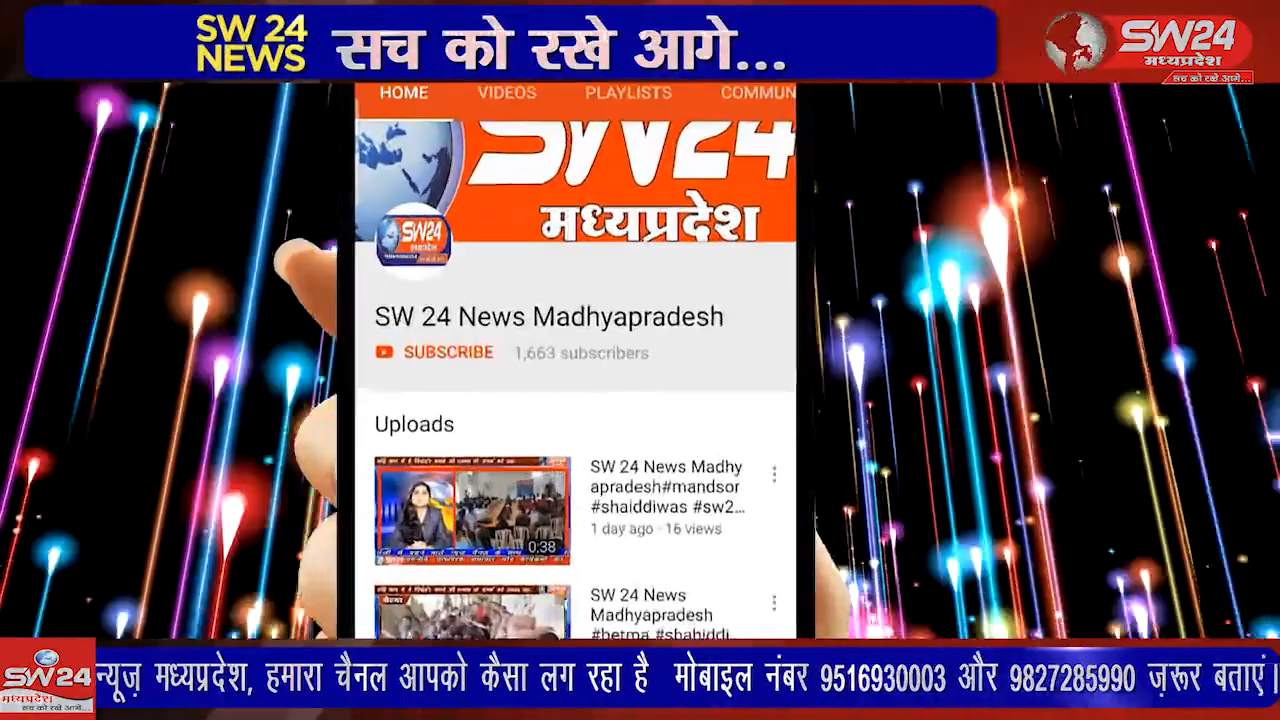 SW 24
NEWS
सच को रखे आगे...
SW24
मध्यप्रदेश
सच को रखे आगे...
HOME VIDEOS PLAYLISTS COMMUN
SW24
मध्यप्रदेश
SW24
SW 24 News Madhyapradesh
SUBSCRIBE 1,663 subscribers
Uploads
SW 24 News Madhy
apradesh#mandsor
#shaiddiwas #sw2...
1 day ago · 16 views
0:38
SW 24 News
Madhyapradesh
#betma #shahiddi...
SW24
मध्यप्रदेश
सच को रखे आगे...
न्यूज़ मध्यप्रदेश, हमारा चैनल आपको कैसा लग रहा है मोबाइल नंबर 9516930003 और 9827285990 ज़रूर बताएं।